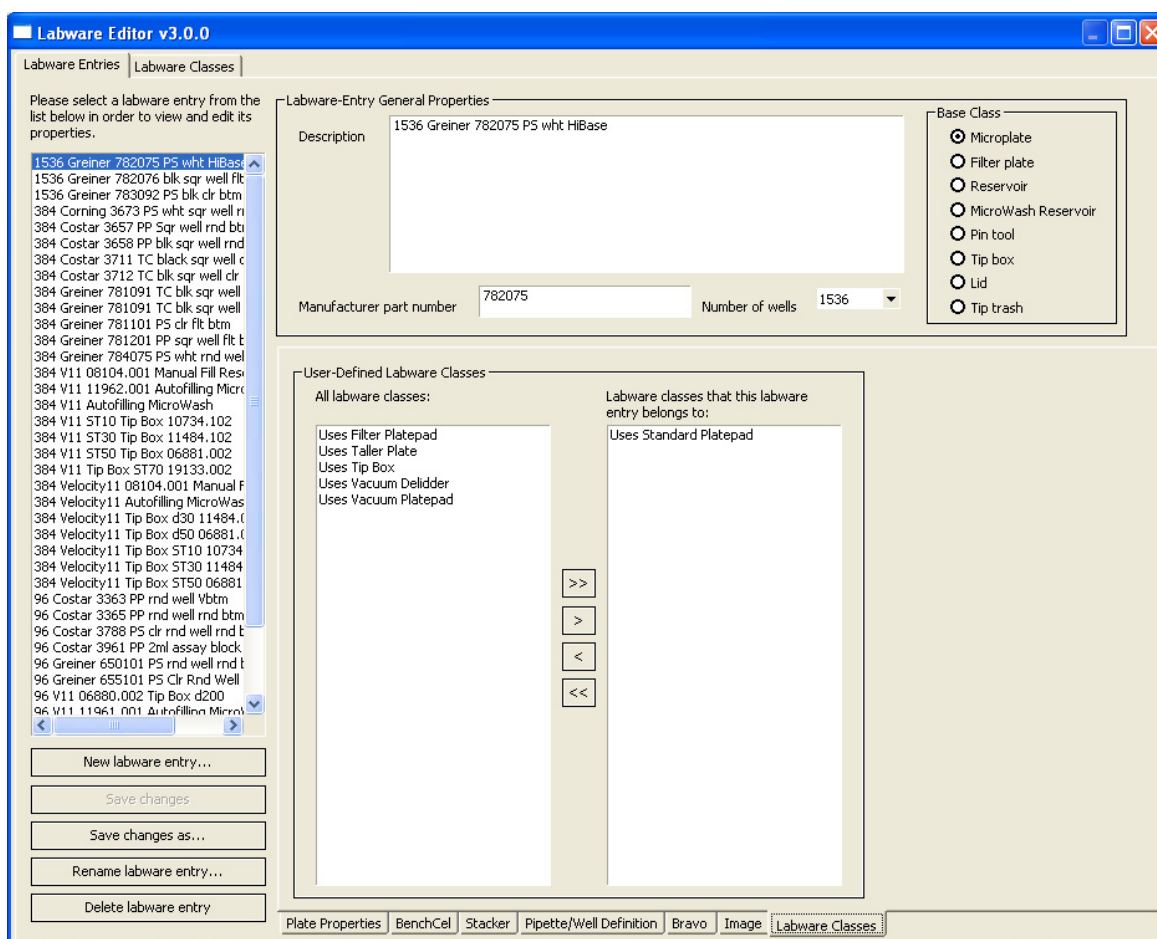 Labware Editor v3.0.0
Labware Entries
Labware Classes
Please select a labware entry from the
list below in order to view and edit its
properties.
1536 Greiner 782075 PS wht HiBase
1536 Greiner 782076 blk sqr well flt
1536 Greiner 783092 PS blk clr btm
384 Corning 3673 PS wht sqr well
384 Costar 3657 PP Sqr well rnd
384 Costar 3658 PP blk sqr well rnd
384 Costar 3711 TC black sqr well
384 Costar 3712 TC blk sqr well clr
384 Greiner 781091 TC blk sqr well
384 Greiner 781091 TC blk sqr well
384 Greiner 781101 PS clr flt btm
384 Greiner 781201 PP sqr well flt
384 Greiner 784075 PS wht rnd wel
384 V11 08104.001 Manual Fill Res
384 V11 11962.001 Autofilling Micr
384 V11 Autofilling MicroWash
384 V11 ST10 Tip Box 10734.102
384 V11 ST30 Tip Box 11484.102
384 V11 ST50 Tip Box 06881.002
384 V11 Tip Box ST70 19133.002
384 Velocity11 08104.001 Manual F
384 Velocity11 Autofilling MicroWas
384 Velocity11 Tip Box d30 11484.
384 Velocity11 Tip Box d50 06881.
384 Velocity11 Tip Box ST10 10734
384 Velocity11 Tip Box ST30 11484
384 Velocity11 Tip Box ST50 06881
96 Costar 3363 PP rnd well Vbtm
96 Costar 3365 PP rnd well rnd btm
96 Costar 3788 PS clr rnd well rnd
96 Costar 3961 PP 2ml assay block
96 Greiner 650101 PS rnd well rnd
96 Greiner 655101 PS Clr Rnd Well
96 V11 06880.002 Tip Box d200
96 V11 11961.001 Autofilling Micro
New labware entry...
Save changes
Save changes as...
Rename labware entry...
Delete labware entry
Labware-Entry General Properties
Description
1536 Greiner 782075 PS wht HiBase
Manufacturer part number
782075
Number of wells
1536
Base Class
Microplate
Filter plate
Reservoir
MicroWash Reservoir
Pin tool
Tip box
Lid
Tip trash
User-Defined Labware Classes
All labware classes:
Uses Filter Platepad
Uses Taller Plate
Uses Tip Box
Uses Vacuum Delidder
Uses Vacuum Platepad
>>
>
<
<<
Labware classes that this labware
entry belongs to:
Uses Standard Platepad
Plate Properties
BenchCel
Stacker
Pipette/Well Definition
Bravo
Image
Labware Classes